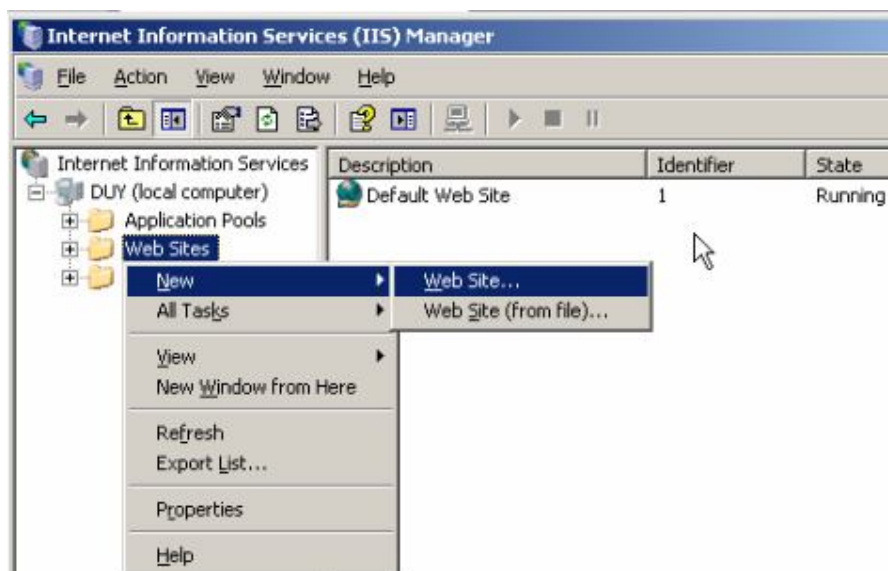 Internet Information Services (IIS) Manager
File Action View Window Help
Internet Information Services
DUY (local computer)
Application Pools
Web Sites
Description Identifier State
Default Web Site 1 Running
New
All Tasks
View
New Window from Here
Refresh
Export List...
Properties
Help
Web Site...
Web Site (from file)...